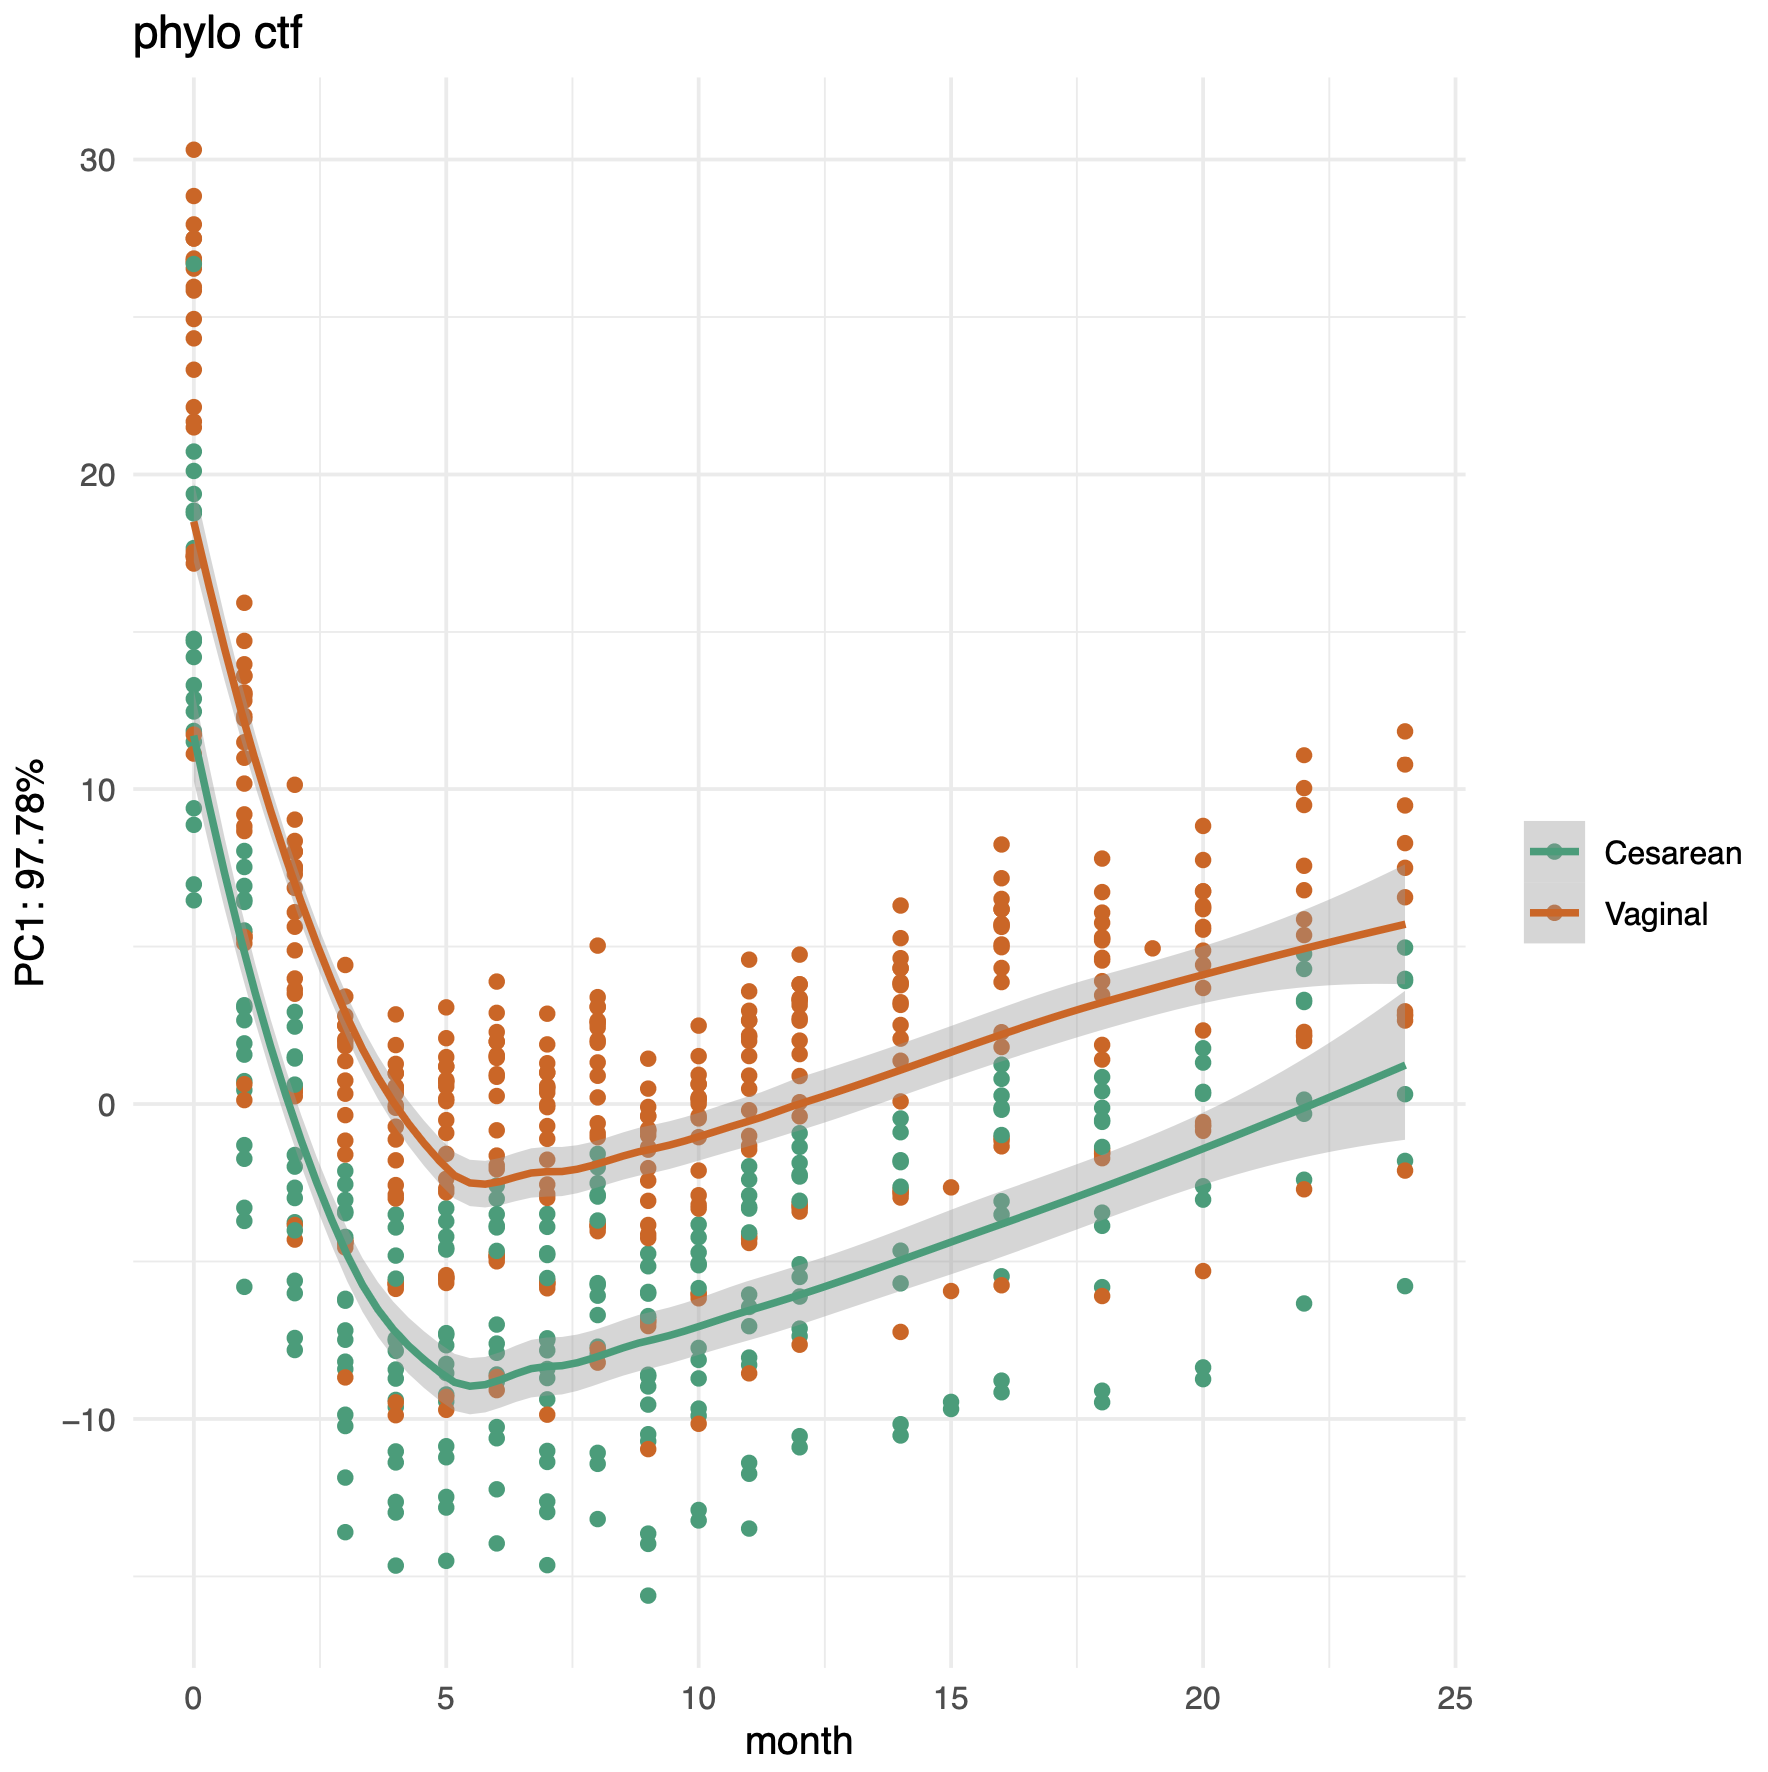 phylo ctf
PC1: 97.78%
30
20
10
0
−10
0 5 10 15 20 25
month
Cesarean
Vaginal